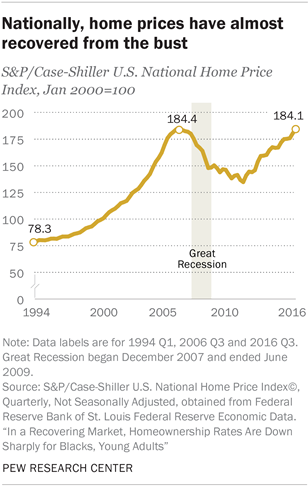 Nationally, home prices have almost
recovered from the bust
S&P/Case-Shiller U.S. National Home Price
Index, Jan 2000=100
200
175
150
125
100
75
50
0
78.3
184.4
184.1
Great
Recession
1994
2000
2010
2016
Note: Data labels are for 1994 Q1, 2006 Q3 and 2016 Q3.
Great Recession began December 2007 and ended June
2009.
Source: S&P/Case-Shiller U.S. National Home Price Index©,
Quarterly, Not Seasonally Adjusted, obtained from Federal
Reserve Bank of St. Louis Federal Reserve Economic Data.
“In a Recovering Market, Homeownership Rates Are Down
Sharply for Blacks, Young Adults”
PEW RESEARCH CENTER